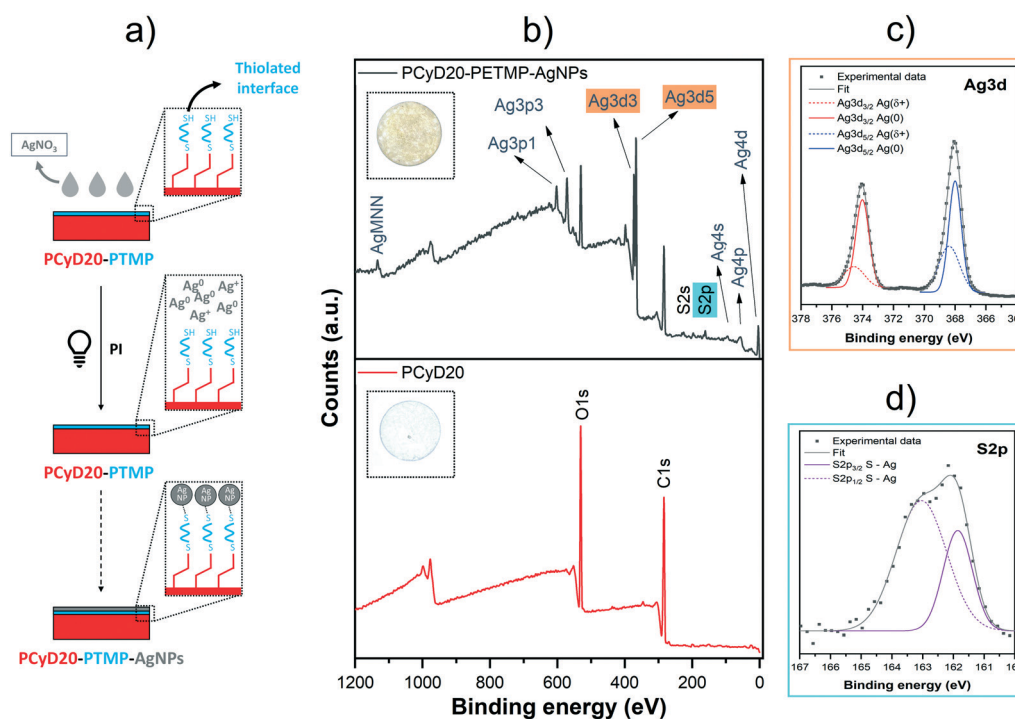 a)
Thiolated
interface
AgNO3
SH SH SH
S S S
PCyD20-PTMP
Ag0 Ag+
Ag0 Ag0 Ag0
Ag+
SH SH SH
S S S
PI
PCyD20-PTMP
Ag NP Ag NP Ag NP
S S S
S S S
PCyD20-PTMP-AgNPs
b)
PCyD20-PETMP-AgNPs
Ag3p3
Ag3d3
Ag3d5
Ag3p1
AgMNN
S2s
S2p
Ag4s
Ag4p
Ag4d
PCyD20
O1s
C1s
Counts (a.u.)
1200 1000 800 600 400 200 0
Binding energy (eV)
c)
Ag3d
Experimental data
Fit
Ag3d3/2 Ag(δ+)
Ag3d3/2 Ag(0)
Ag3d5/2 Ag(δ+)
Ag3d5/2 Ag(0)
378 376 374 372 370 368 366
Binding energy (eV)
d)
S2p
Experimental data
Fit
S2p3/2 S - Ag
S2p1/2 S - Ag
167 166 165 164 163 162 161
Binding energy (eV)